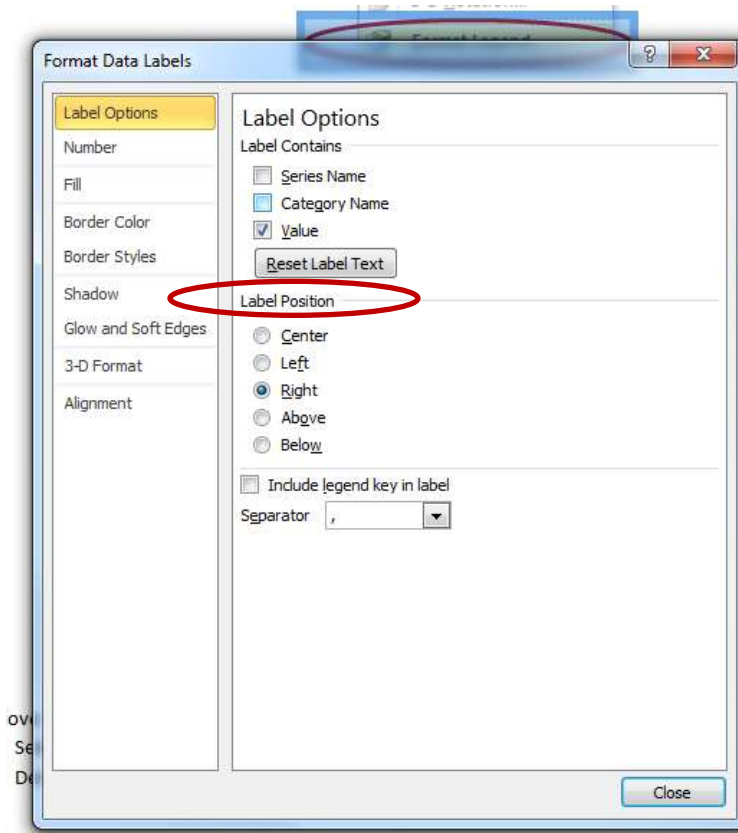 Format Legend
Format Data Labels
Label Options
Number
Fill
Border Color
Border Styles
Shadow
Glow and Soft Edges
3-D Format
Alignment
Label Options
Label Contains
Series Name
Category Name
Value
Reset Label Text
Label Position
Center
Left
Right
Above
Below
Include legend key in label
Separator ,
Close